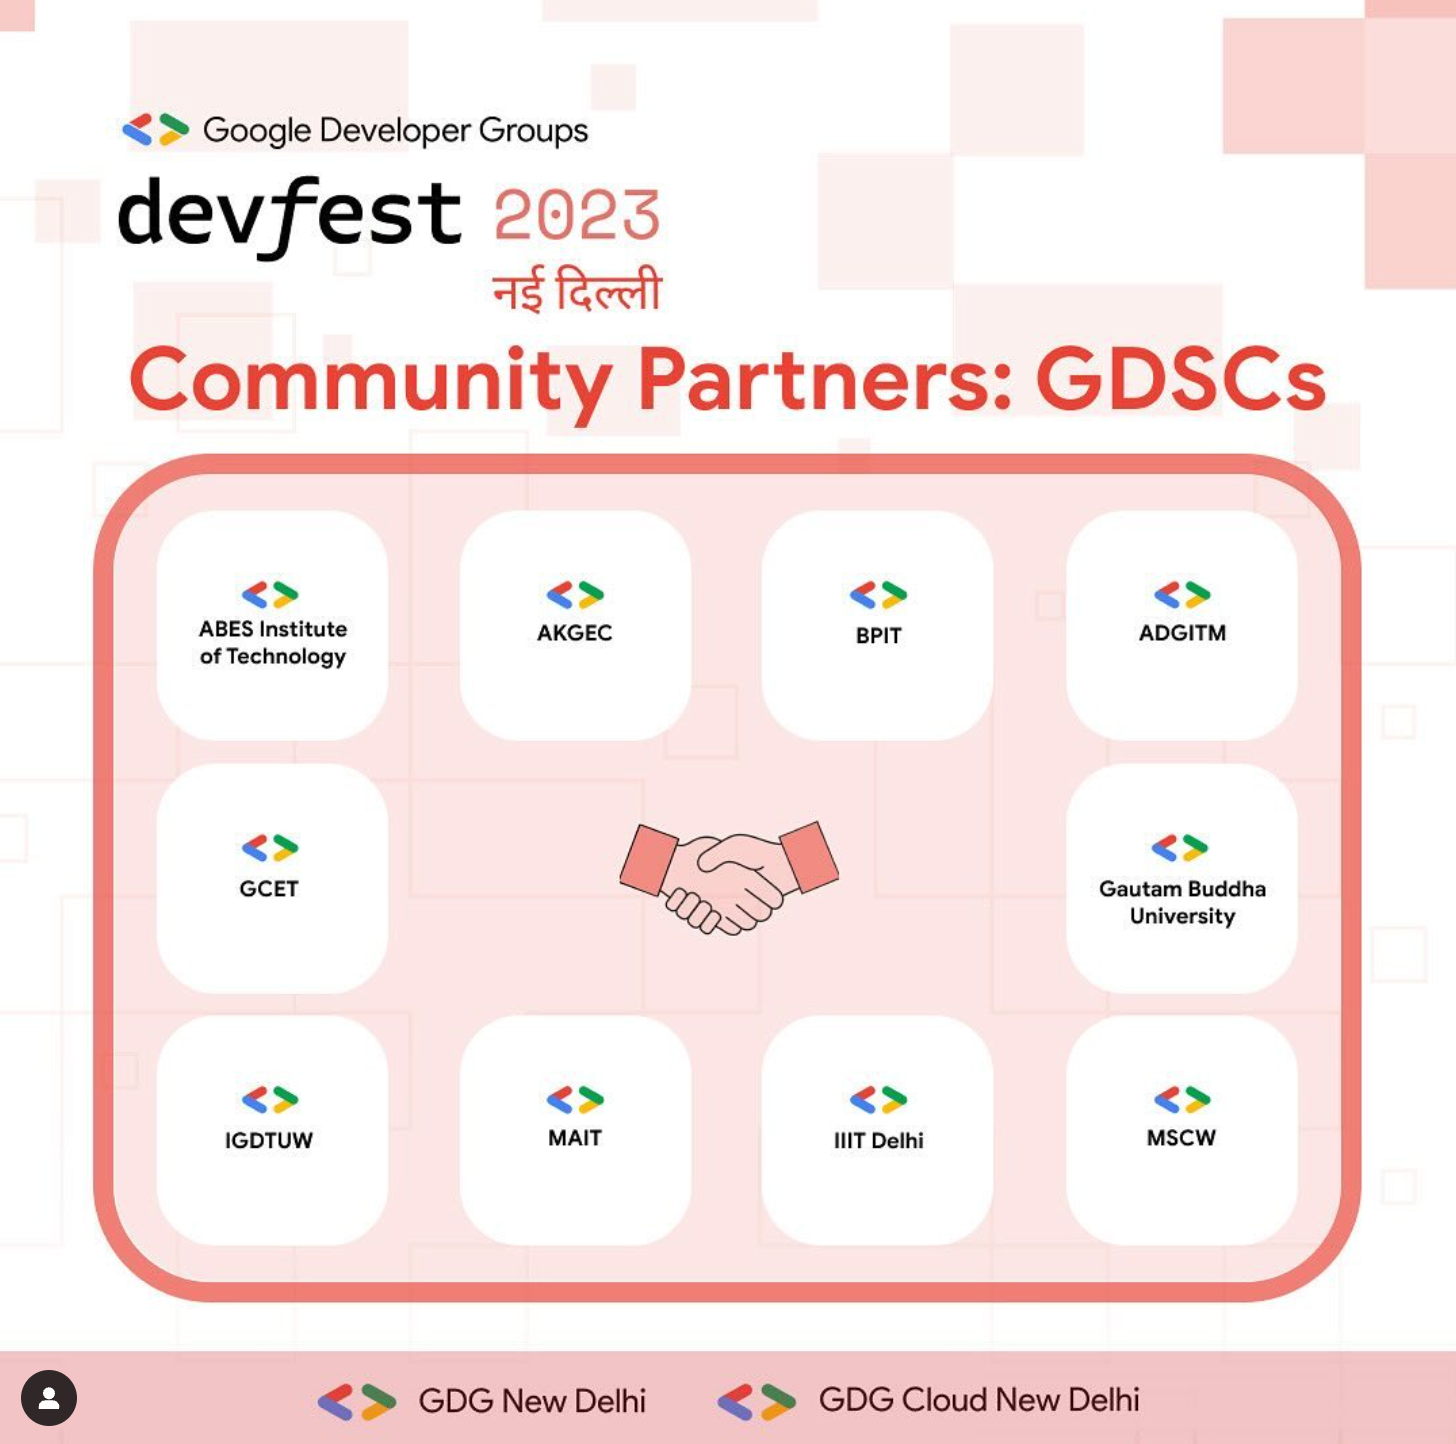 Google Developer Groups
devfest 2023
नई दिल्ली
Community Partners: GDSCs
ABES Institute
of Technology
AKGEC
BPIT
ADGITM
GCET
Gautam Buddha
University
IGDTUW
MAIT
IIIT Delhi
MSCW
GDG New Delhi
GDG Cloud New Delhi